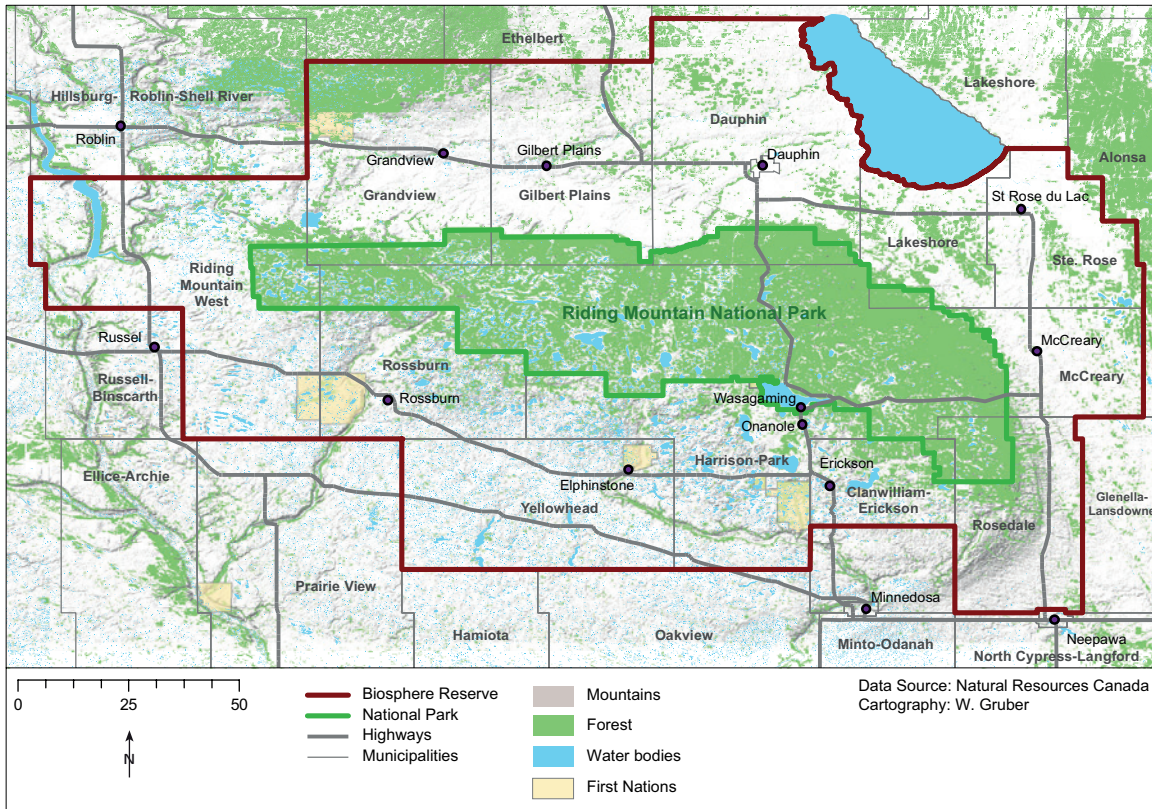 Ethelbert
Lakeshore
Hillsburg-
Roblin-Shell River
Dauphin
Roblin
Grandview
Gilbert Plains
Dauphin
Alonsa
Grandview
Gilbert Plains
St Rose du Lac
Lakeshore
Ste. Rose
Riding
Mountain
West
Riding Mountain National Park
Russel
McCreary
Rossburn
McCreary
Russell-
BInscarth
Rossburn
Wasagaming
Onanole
Harrison-Park
Erickson
Ellice-Archie
Elphinstone
Clanwilliam-
Erickson
Glenella-
Lansdowne
Yellowhead
Rosedale
Prairie View
Minnedosa
Hamiota
Oakview
Minto-Odanah
Neepawa
North Cypress-Langford
0 25 50
N
Biosphere Reserve
National Park
Highways
Municipalities
Mountains
Forest
Water bodies
First Nations
Data Source: Natural Resources Canada
Cartography: W. Gruber